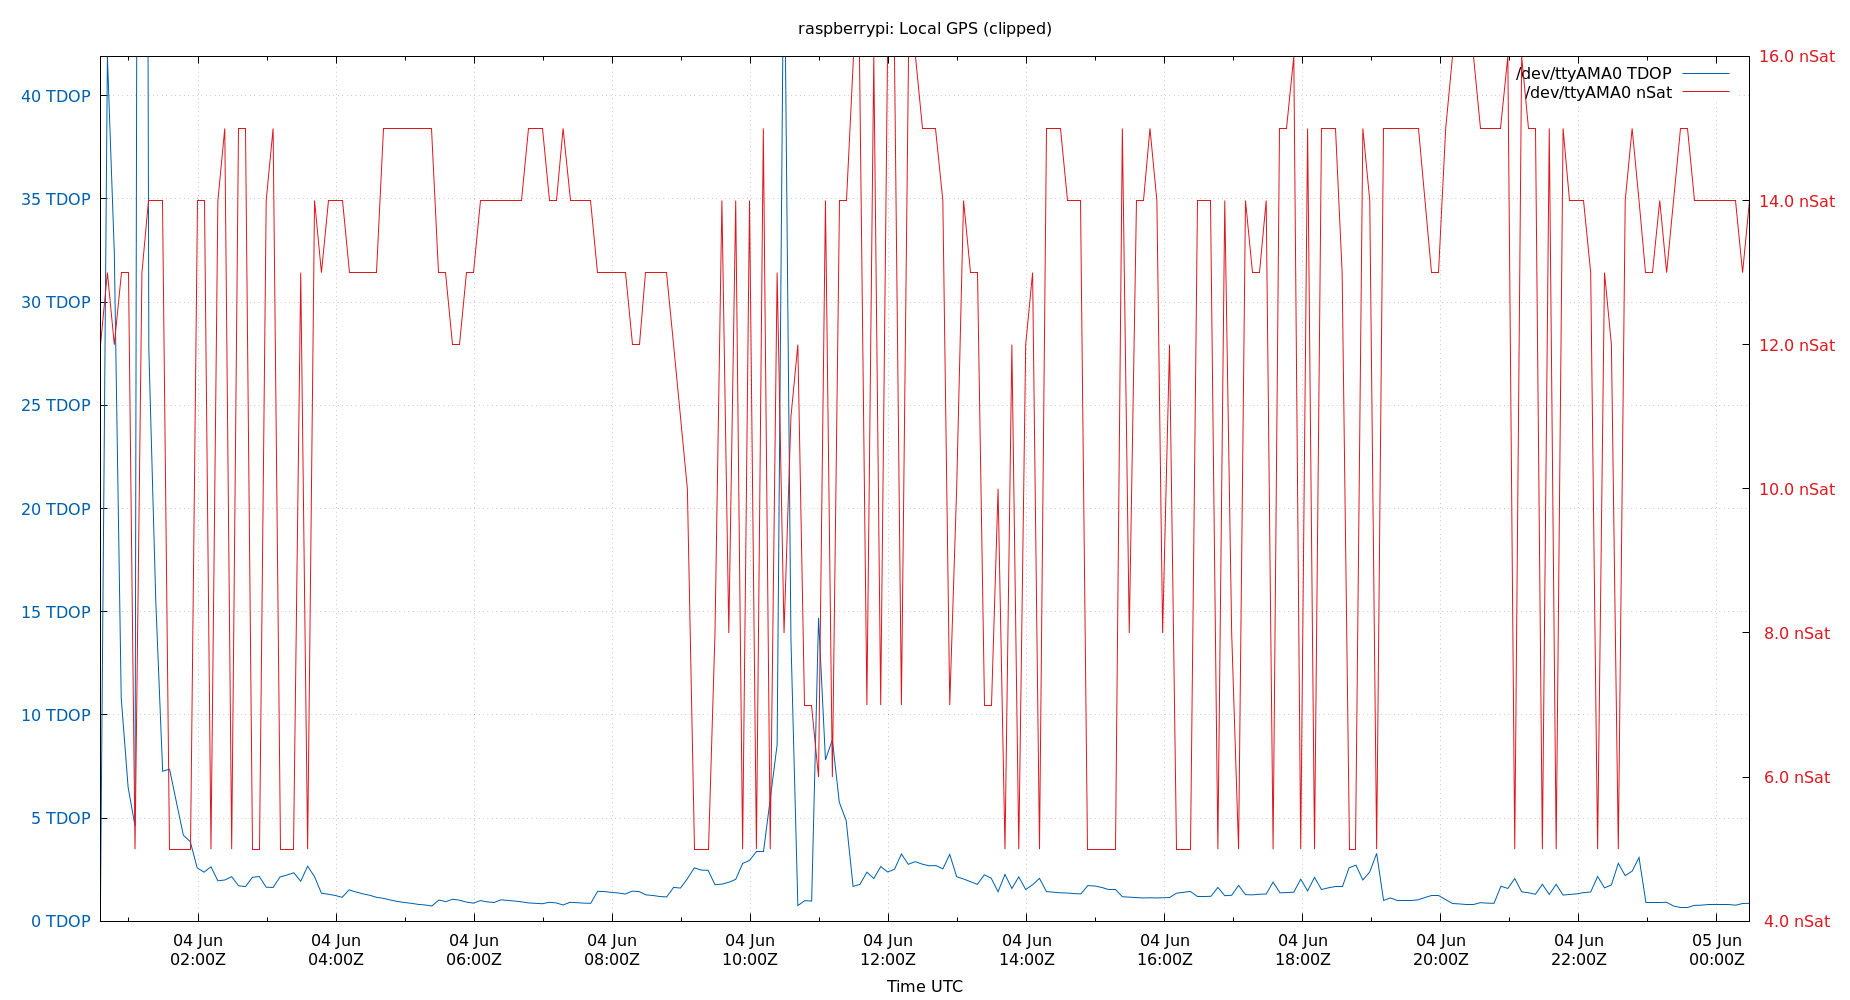 raspberrypi: Local GPS (clipped)
/dev/ttyAMA0 TDOP
/dev/ttyAMA0 nSat
40 TDOP
35 TDOP
30 TDOP
25 TDOP
20 TDOP
15 TDOP
10 TDOP
5 TDOP
0 TDOP
16.0 nSat
14.0 nSat
12.0 nSat
10.0 nSat
8.0 nSat
6.0 nSat
4.0 nSat
04 Jun
02:00Z
04 Jun
04:00Z
04 Jun
06:00Z
04 Jun
08:00Z
04 Jun
10:00Z
04 Jun
12:00Z
04 Jun
14:00Z
04 Jun
16:00Z
04 Jun
18:00Z
04 Jun
20:00Z
04 Jun
22:00Z
05 Jun
00:00Z
Time UTC